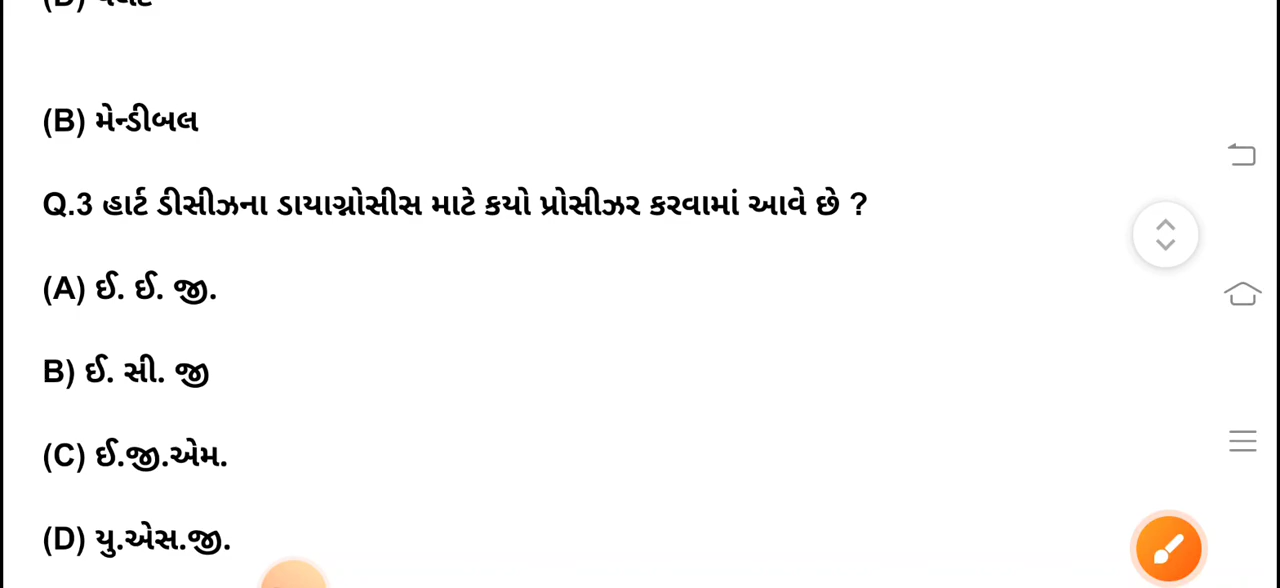 (B) મેન્ડીબલ
Q.3 હાર્ટ ડીસીઝના ડાયાગ્નોસીસ માટે કયો પ્રોસીઝર કરવામાં આવે છે ?
(A) ઈ. ઈ. જી.
B) ઈ. સી. જી
(C) ઈ.જી.એમ.
(D) યુ.એસ.જી.